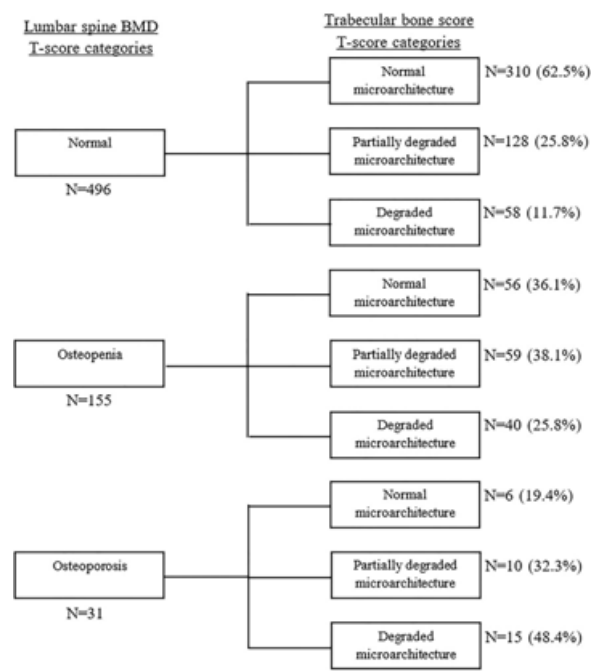 Lumbar spine BMD
T-score categories
Trabecular bone score
T-score categories
Normal
N=496
Normal
microarchitecture
N=310 (62.5%)
Partially degraded
microarchitecture
N=128 (25.8%)
Degraded
microarchitecture
N=58 (11.7%)
Osteopenia
N=155
Normal
microarchitecture
N=56 (36.1%)
Partially degraded
microarchitecture
N=59 (38.1%)
Degraded
microarchitecture
N=40 (25.8%)
Osteoporosis
N=31
Normal
microarchitecture
N=6 (19.4%)
Partially degraded
microarchitecture
N=10 (32.3%)
Degraded
microarchitecture
N=15 (48.4%)